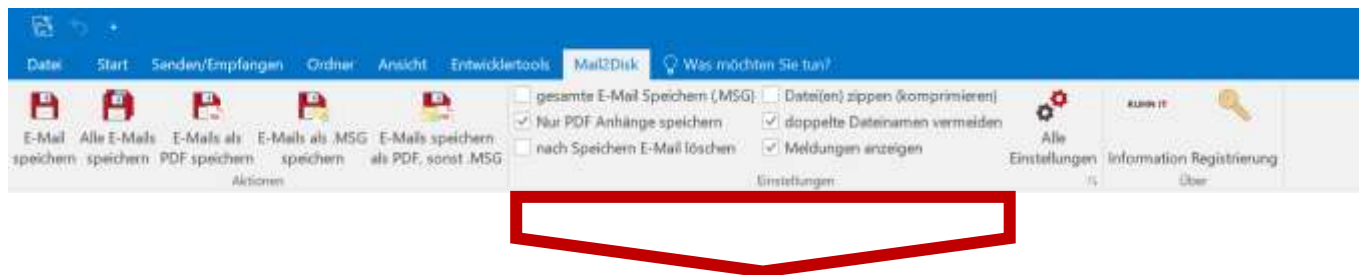 Datei Start Senden/Empfangen Ordner Ansicht Entwicklertools Mail2Disk Was möchten Sie tun?
E-Mail speichern
Alle E-Mails speichern
E-Mails als PDF speichern
E-Mails als .MSG speichern
E-Mails speichern als PDF, sonst .MSG
Aktionen
gesamte E-Mail Speichern (.MSG)
Nur PDF Anhänge speichern
nach Speichern E-Mail löschen
Datei(en) zippen (komprimieren)
doppelte Dateinamen vermeiden
Meldungen anzeigen
Alle Einstellungen
Einstellungen
KUHN IT
Information
Registrierung
Über